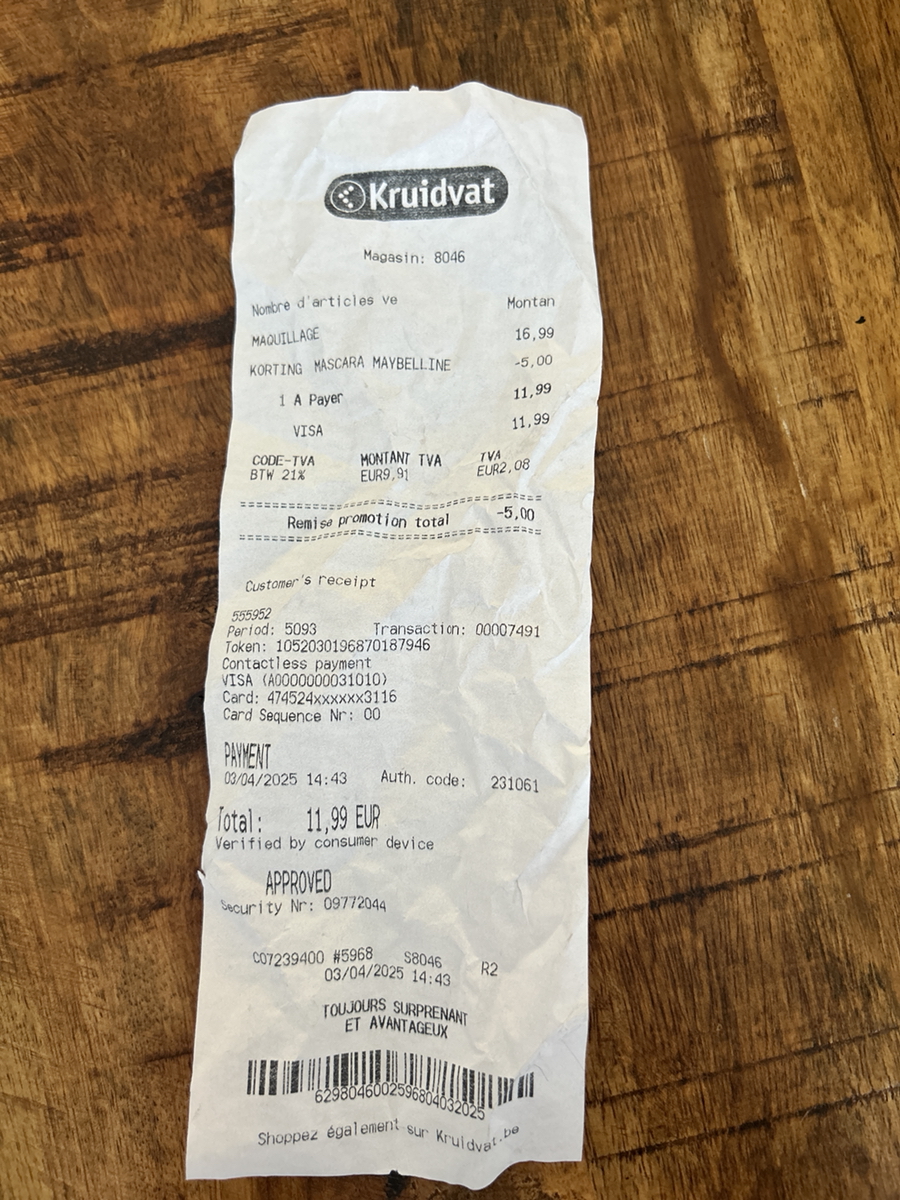 Kruidvat
Magasin: 8046
Nombre d'articles ve Montan
MAQUILLAGE 16,99
KORTING MASCARA MAYBELLINE -5,00
1 A Payer 11,99
VISA 11,99
CODE-TVA MONTANT TVA TVA
BTW 21% EUR9,91 EUR2,08
================================
Remise promotion total -5,00
================================
Customer's receipt
555952
Period: 5093 Transaction: 00007491
Token: 1052030196870187946
Contactless payment
VISA (A0000000031010)
Card: 474524xxxxxx3116
Card Sequence Nr: 00
PAYMENT
03/04/2025 14:43 Auth. code: 231061
Total: 11,99 EUR
Verified by consumer device
APPROVED
Security Nr: 09772044
C07239400 #5968 S8046 R2
03/04/2025 14:43
TOUJOURS SURPRENANT
ET AVANTAGEUX
6298046002596804032025
Shoppez également sur Kruidvat.be